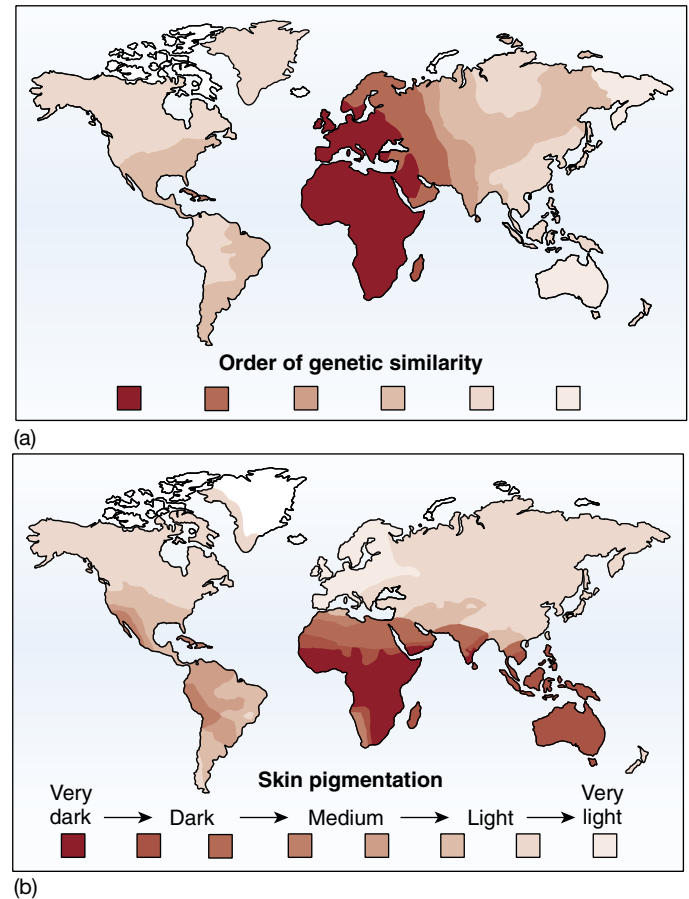 Order of genetic similarity
(a)
Skin pigmentation
Very dark → Dark → Medium → Light → Very light
(b)